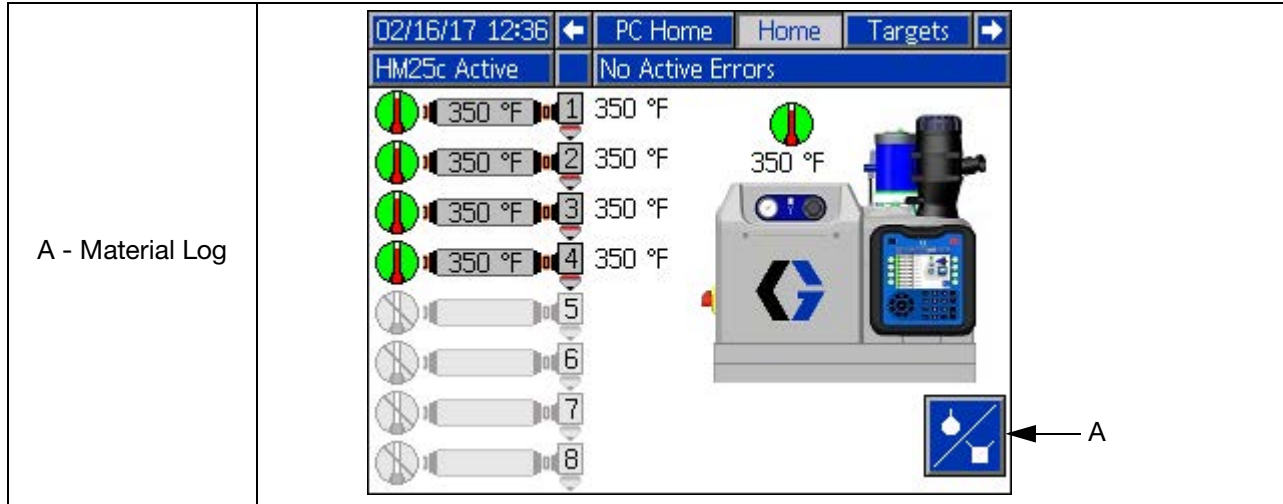 A - Material Log
02/16/17 12:36 PC Home Home Targets
HM25c Active No Active Errors
350 °F 1 350 °F
350 °F
350 °F 2 350 °F
350 °F 3 350 °F
350 °F 4 350 °F
5
6
7
A
8